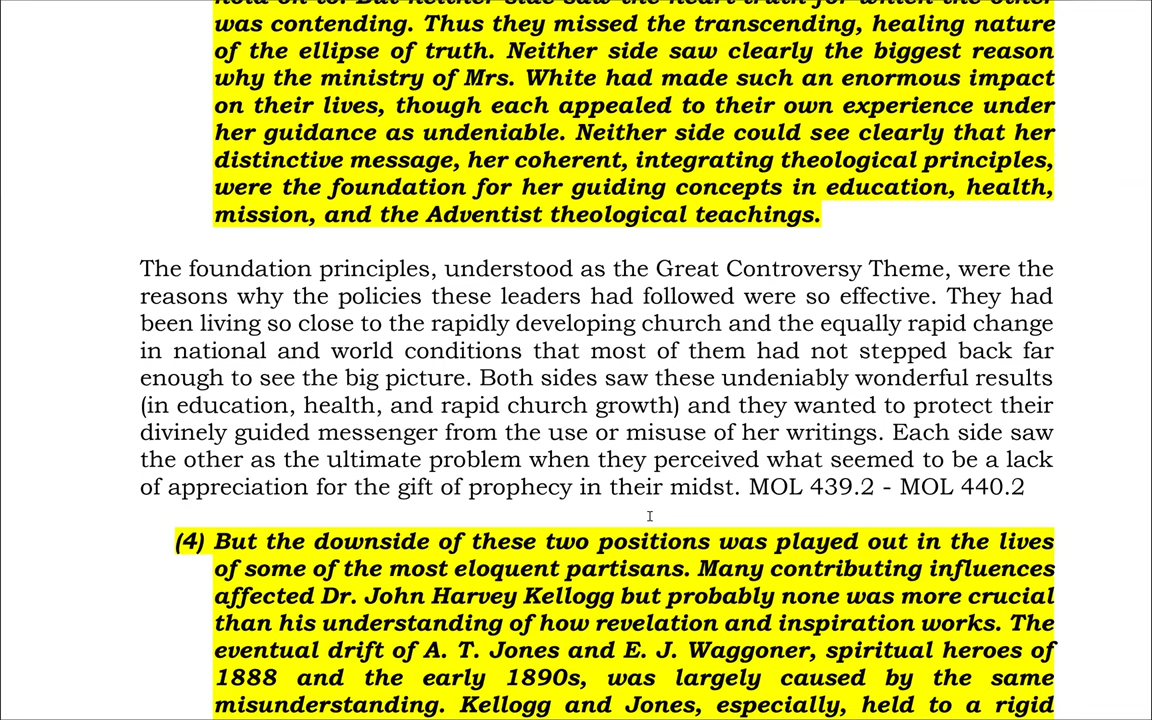 hold on to. But neither side saw the heart truth for which the other
was contending. Thus they missed the transcending, healing nature
of the ellipse of truth. Neither side saw clearly the biggest reason
why the ministry of Mrs. White had made such an enormous impact
on their lives, though each appealed to their own experience under
her guidance as undeniable. Neither side could see clearly that her
distinctive message, her coherent, integrating theological principles,
were the foundation for her guiding concepts in education, health,
mission, and the Adventist theological teachings.
The foundation principles, understood as the Great Controversy Theme, were the
reasons why the policies these leaders had followed were so effective. They had
been living so close to the rapidly developing church and the equally rapid change
in national and world conditions that most of them had not stepped back far
enough to see the big picture. Both sides saw these undeniably wonderful results
(in education, health, and rapid church growth) and they wanted to protect their
divinely guided messenger from the use or misuse of her writings. Each side saw
the other as the ultimate problem when they perceived what seemed to be a lack
of appreciation for the gift of prophecy in their midst. MOL 439.2 - MOL 440.2
(4) But the downside of these two positions was played out in the lives
of some of the most eloquent partisans. Many contributing influences
affected Dr. John Harvey Kellogg but probably none was more crucial
than his understanding of how revelation and inspiration works. The
eventual drift of A. T. Jones and E. J. Waggoner, spiritual heroes of
1888 and the early 1890s, was largely caused by the same
misunderstanding. Kellogg and Jones, especially, held to a rigid